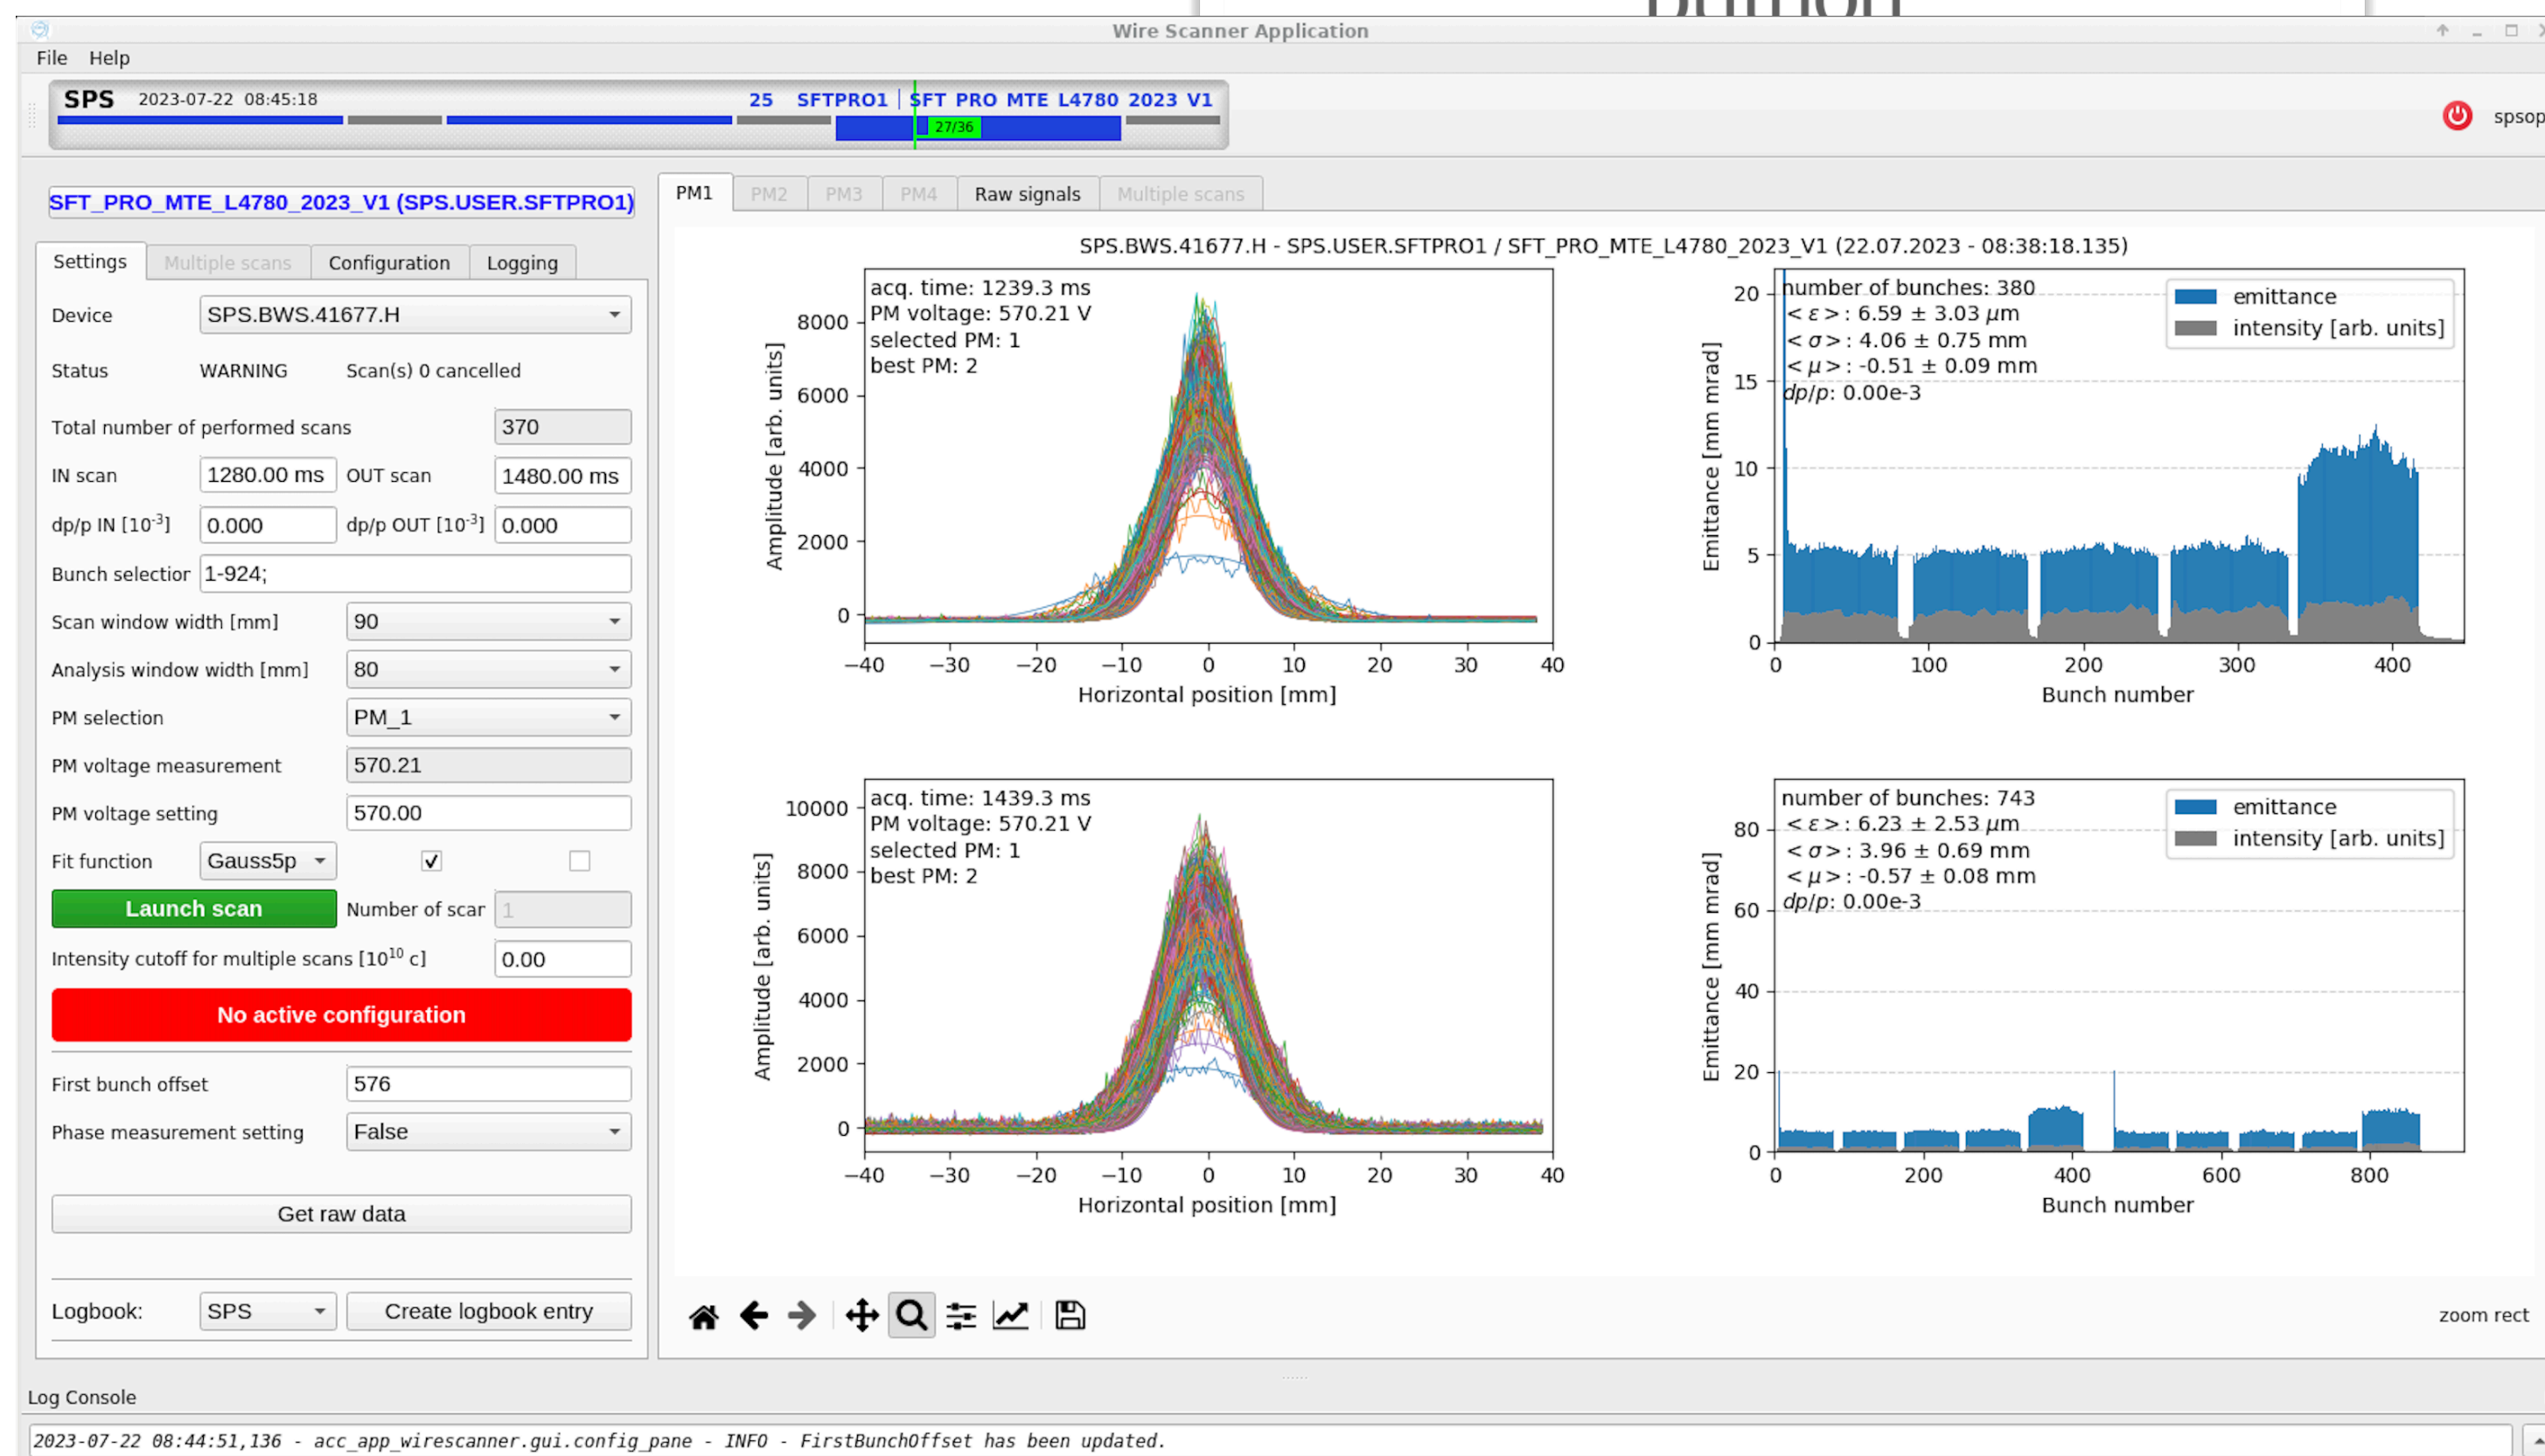 Wire Scanner Application
File Help
SPS 2023-07-22 08:45:18 25 SFTPRO1 | SFT PRO MTE L4780 2023 V1
27/36
spsop
SFT_PRO_MTE_L4780_2023_V1 (SPS.USER.SFTPRO1)
Settings Multiple scans Configuration Logging
Device SPS.BWS.41677.H
Status WARNING Scan(s) 0 cancelled
Total number of performed scans 370
IN scan 1280.00 ms OUT scan 1480.00 ms
dp/p IN [10⁻³] 0.000 dp/p OUT [10⁻³] 0.000
Bunch selection 1-924;
Scan window width [mm] 90
Analysis window width [mm] 80
PM selection PM_1
PM voltage measurement 570.21
PM voltage setting 570.00
Fit function Gauss5p
Launch scan Number of scar 1
Intensity cutoff for multiple scans [10¹⁰ c] 0.00
No active configuration
First bunch offset 576
Phase measurement setting False
Get raw data
Logbook: SPS Create logbook entry
PM1 PM2 PM3 PM4 Raw signals Multiple scans
SPS.BWS.41677.H - SPS.USER.SFTPRO1 / SFT_PRO_MTE_L4780_2023_V1 (22.07.2023 - 08:38:18.135)
acq. time: 1239.3 ms
PM voltage: 570.21 V
selected PM: 1
best PM: 2
Amplitude [arb. units]
8000
6000
4000
2000
0
−40 −30 −20 −10 0 10 20 30 40
Horizontal position [mm]
number of bunches: 380
< ε > : 6.59 ± 3.03 μm
< σ > : 4.06 ± 0.75 mm
< μ > : -0.51 ± 0.09 mm
dp/p: 0.00e-3
emittance
intensity [arb. units]
Emittance [mm mrad]
20
15
10
5
0
0 100 200 300 400
Bunch number
acq. time: 1439.3 ms
PM voltage: 570.21 V
selected PM: 1
best PM: 2
Amplitude [arb. units]
10000
8000
6000
4000
2000
0
−40 −30 −20 −10 0 10 20 30 40
Horizontal position [mm]
number of bunches: 743
< ε > : 6.23 ± 2.53 μm
< σ > : 3.96 ± 0.69 mm
< μ > : -0.57 ± 0.08 mm
dp/p: 0.00e-3
emittance
intensity [arb. units]
Emittance [mm mrad]
80
60
40
20
0
0 200 400 600 800
Bunch number
zoom rect
Log Console
2023-07-22 08:44:51,136 - acc_app_wirescanner.gui.config_pane - INFO - FirstBunchOffset has been updated.